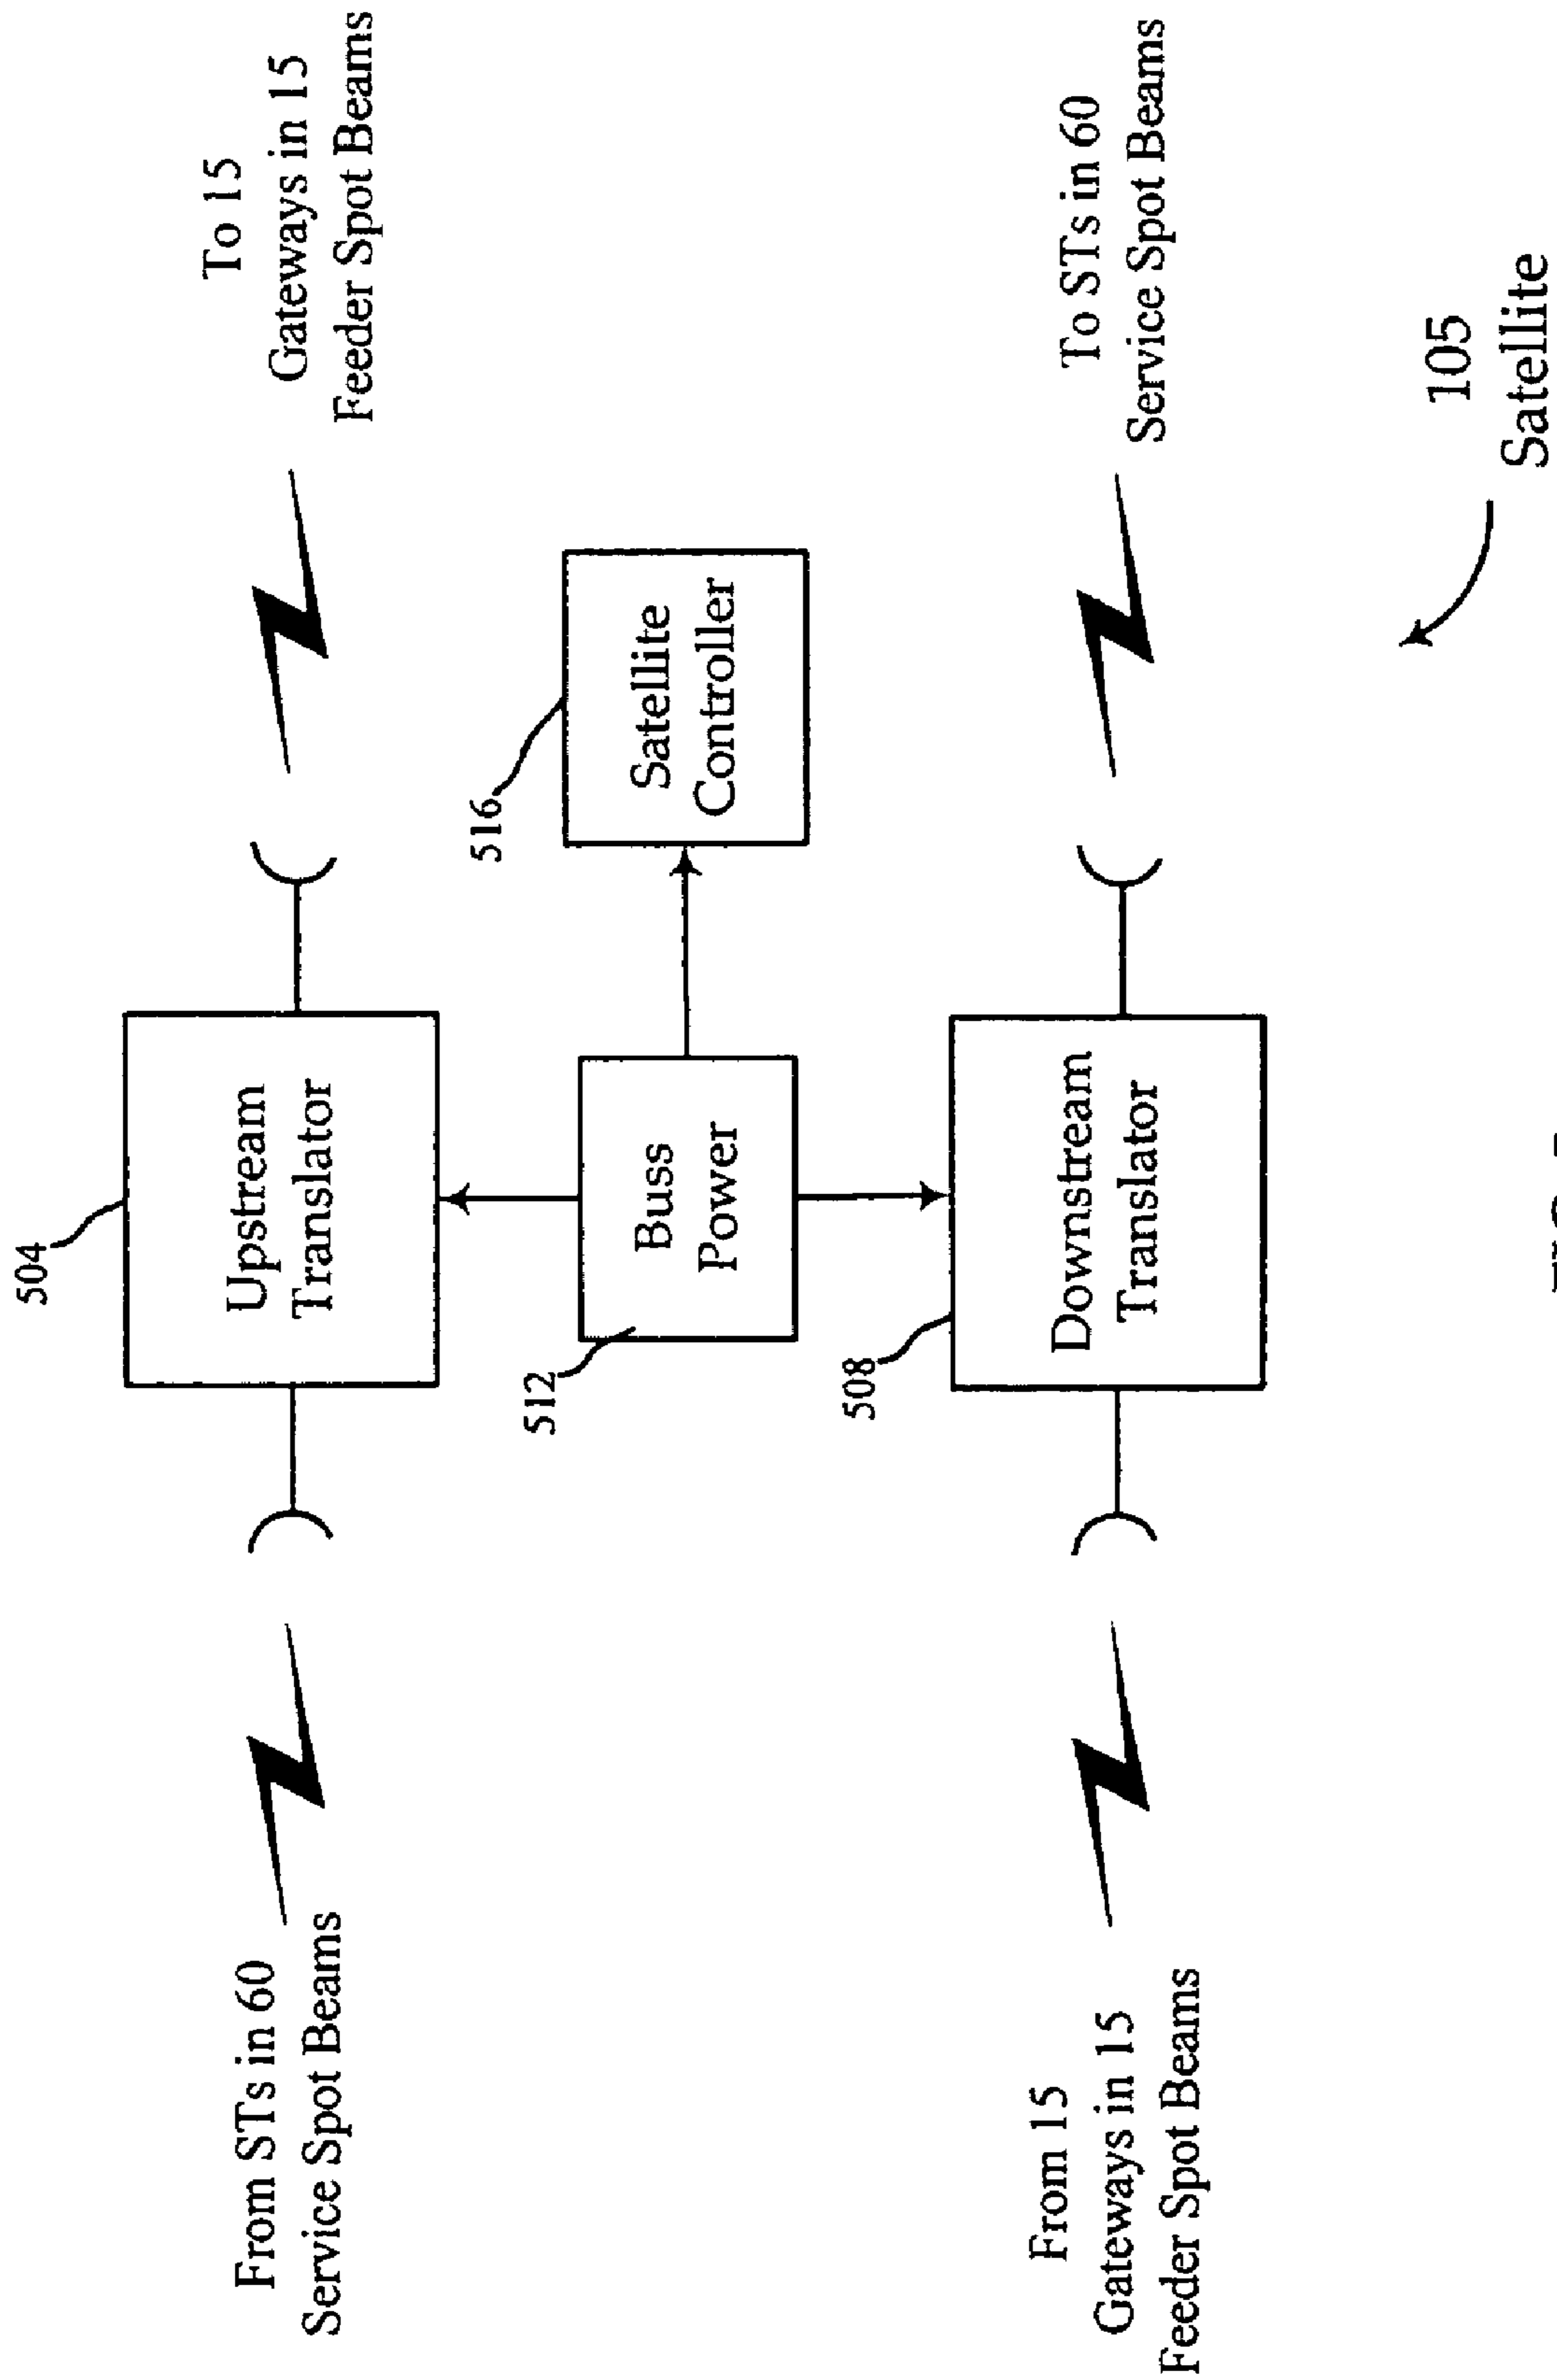 From STs in 60
Service Spot Beams
504
Upstream
Translator
To 15
Gateways in 15
Feeder Spot Beams
512
Buss
Power
516
Satellite
Controller
From 15
Gateways in 15
Feeder Spot Beams
508
Downstream
Translator
To STs in 60
Service Spot Beams
105
Satellite